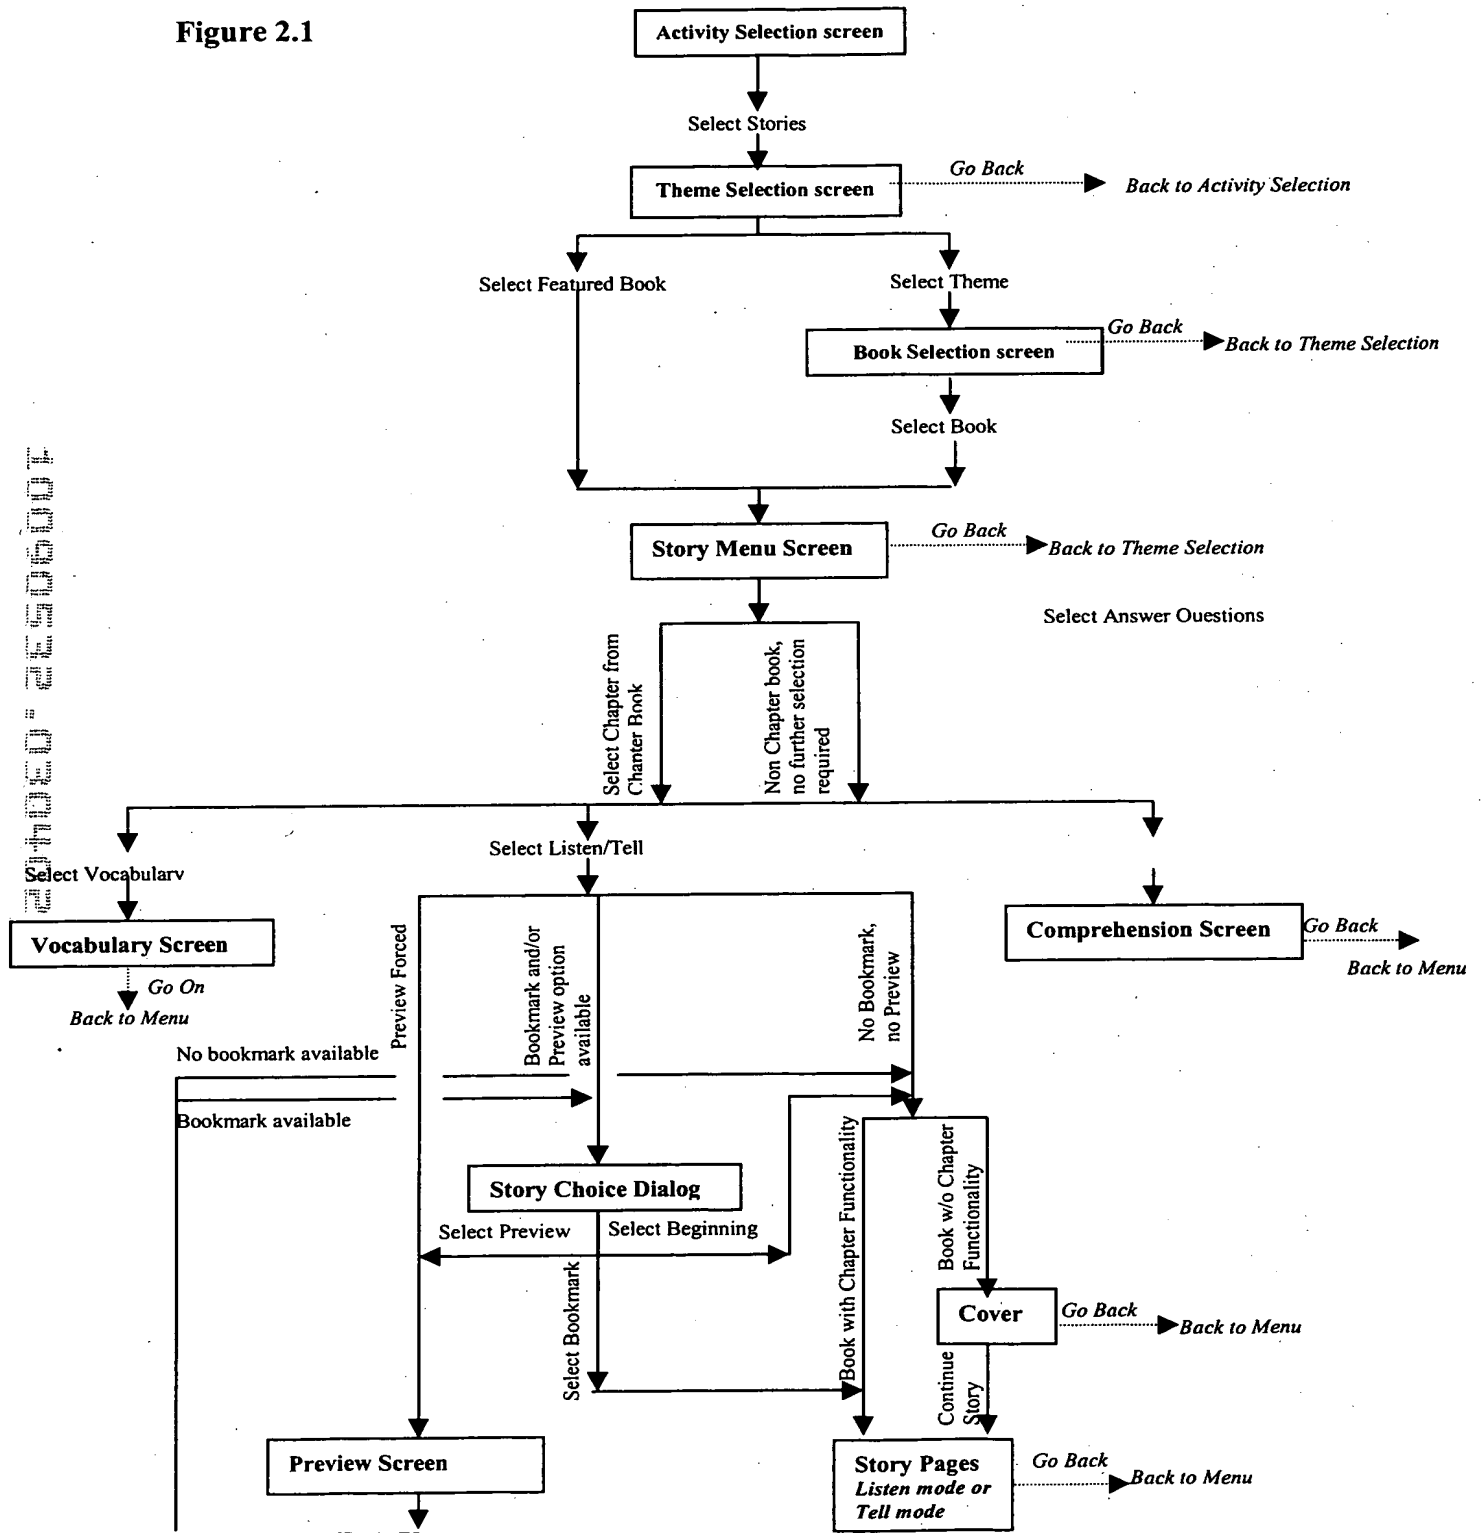 Figure 2.1
Activity Selection screen
Select Stories
Theme Selection screen
Go Back
Back to Activity Selection
Select Featured Book
Select Theme
Book Selection screen
Go Back
Back to Theme Selection
Select Book
Story Menu Screen
Go Back
Back to Theme Selection
Select Answer Ouestions
Select Chapter from
Chanter Book
Non Chapter book,
no further selection
required
10090532.030402
Select Vocabularv
Select Listen/Tell
Vocabulary Screen
Go On
Back to Menu
Comprehension Screen
Go Back
Back to Menu
Preview Forced
Bookmark and/or
Preview option
available
No Bookmark,
no Preview
No bookmark available
Bookmark available
Story Choice Dialog
Select Preview
Select Beginning
Select Bookmark
Book with Chapter Functionality
Book w/o Chapter
Functionality
Cover
Go Back
Back to Menu
Continue
Story
Preview Screen
Story Pages
Listen mode or
Tell mode
Go Back
Back to Menu